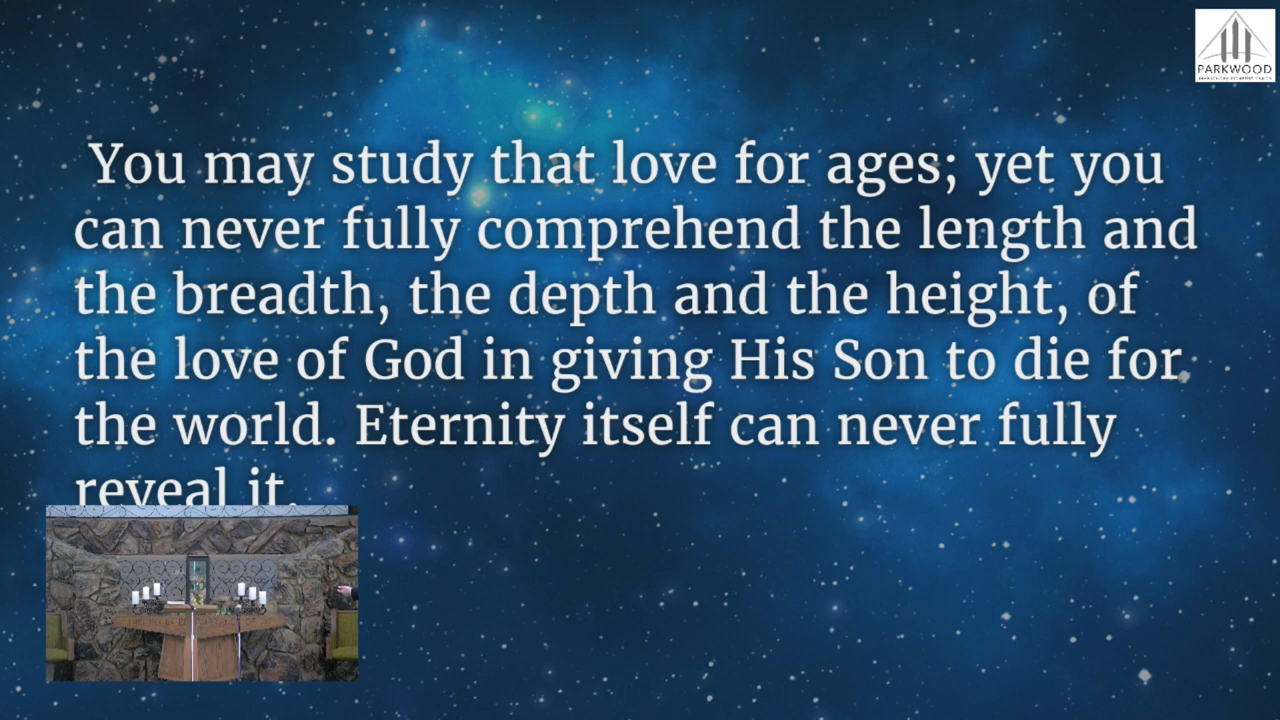 You may study that love for ages; yet you
can never fully comprehend the length and
the breadth, the depth and the height, of
the love of God in giving His Son to die for
the world. Eternity itself can never fully
reveal it.
PARKWOOD